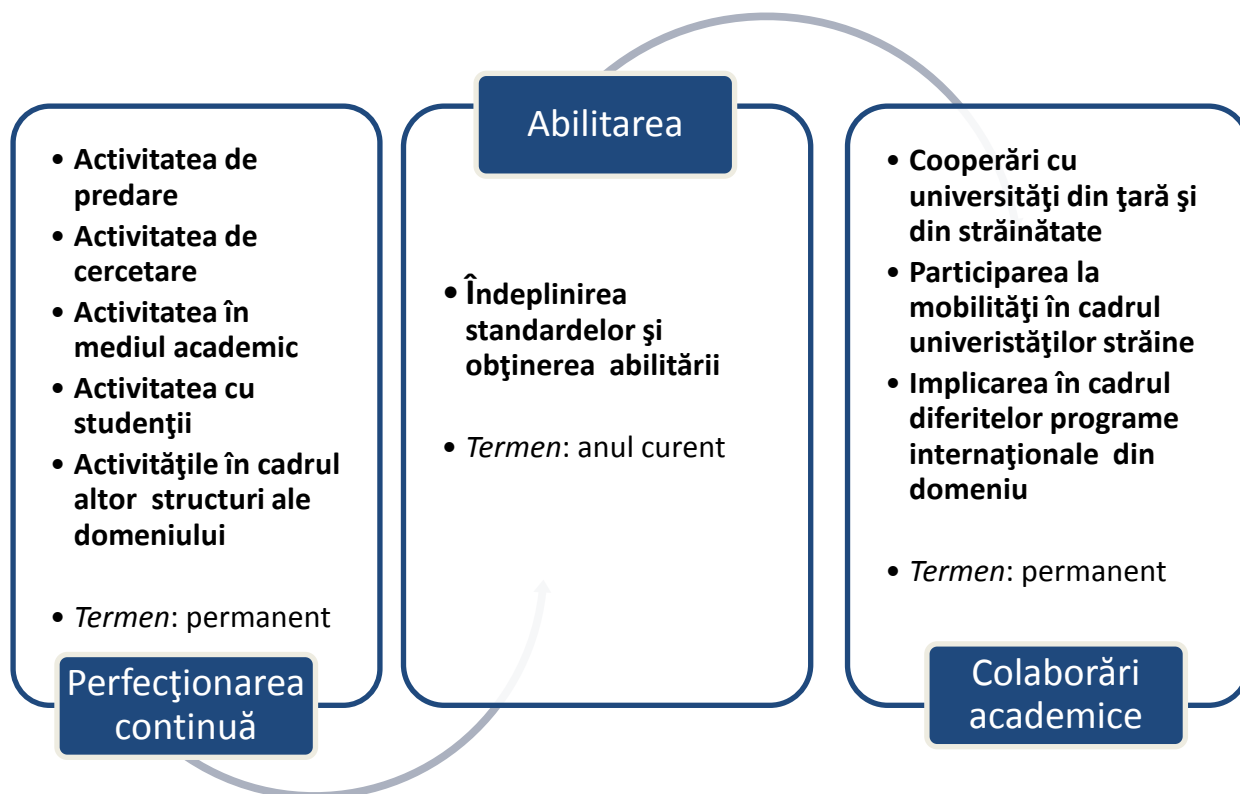 • Activitatea de
predare
• Activitatea de
cercetare
• Activitatea în
mediul academic
• Activitatea cu
studenţii
• Activităţile în cadrul
altor structuri ale
domeniului
• Termen: permanent
Perfecţionarea
continuă
Abilitarea
• Îndeplinirea
standardelor şi
obţinerea abilitării
• Termen: anul curent
• Cooperări cu
universităţi din ţară şi
din străinătate
• Participarea la
mobilităţi în cadrul
univeristăţilor străine
• Implicarea în cadrul
diferitelor programe
internaţionale din
domeniu
• Termen: permanent
Colaborări
academice